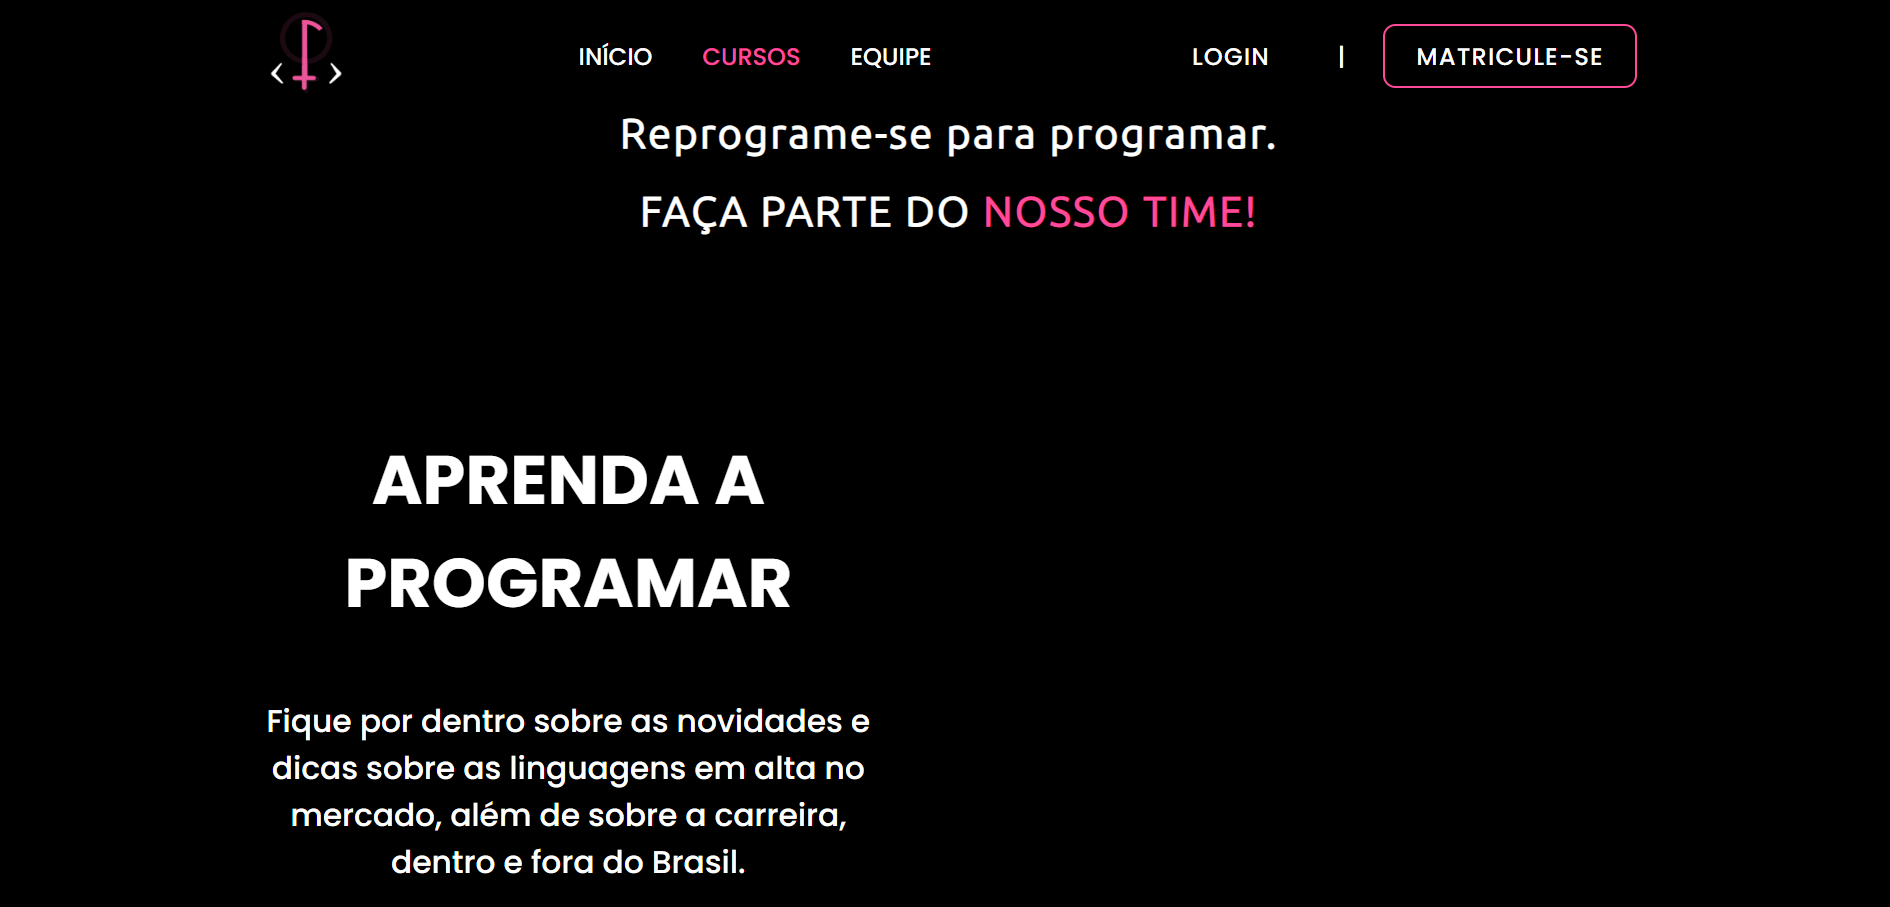 INÍCIO CURSOS EQUIPE LOGIN | MATRICULE-SE
Reprograme-se para programar.
FAÇA PARTE DO NOSSO TIME!
APRENDA A
PROGRAMAR
Fique por dentro sobre as novidades e
dicas sobre as linguagens em alta no
mercado, além de sobre a carreira,
dentro e fora do Brasil.